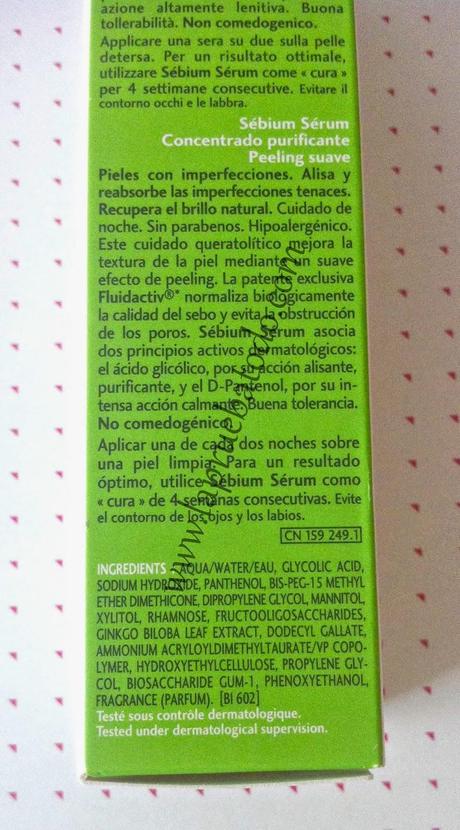 azione altamente lenitiva. Buona
tollerabilità. Non comedogenico.
Applicare una sera su due sulla pelle
detersa. Per un risultato ottimale,
utilizzare Sébium Sérum come « cura »
per 4 settimane consecutive. Evitare il
contorno occhi e le labbra.
Sébium Sérum
Concentrado purificante
Peeling suave
Pieles con imperfecciones. Alisa y
reabsorbe las imperfecciones tenaces.
Recupera el brillo natural. Cuidado de
noche. Sin parabenos. Hipoalergénico.
Este cuidado queratolítico mejora la
textura de la piel mediante un suave
efecto de peeling. La patente exclusiva
Fluidactiv®* normaliza biológicamente
la calidad del sebo y evita obstrucción
de los poros. Sébium Sérum asocia
dos principios activos dermatológicos:
el ácido glicólico, por su acción alisante,
purificante, y el D-Pantenol, por su in-
tensa acción calmante. Buena tolerancia.
No comedogénico.
Aplicar una de cada dos noches sobre
una piel limpia. Para un resultado
óptimo, utilice Sébium Sérum como
« cura » de 4 semanas consecutivas. Evite
el contorno de los ojos y los labios.
CN 159 249.1
INGREDIENTS : AQUA/WATER/EAU, GLYCOLIC ACID,
SODIUM HYDROXIDE, PANTHENOL, BIS-PEG-15 METHYL
ETHER DIMETHICONE, DIPROPYLENE GLYCOL, MANNITOL,
XYLITOL, RHAMNOSE, FRUCTOOLIGOSACCHARIDES,
GINKGO BILOBA LEAF EXTRACT, DODECYL GALLATE,
AMMONIUM ACRYLOYLDIMETHYLTAURATE/VP COPO-
LYMER, HYDROXYETHYLCELLULOSE, PROPYLENE GLY-
COL, BIOSACCHARIDE GUM-1, PHENOXYETHANOL,
FRAGRANCE (PARFUM). [BI 602]
Testé sous contrôle dermatologique.
Tested under dermatological supervision.
www.lapruebatodo.com